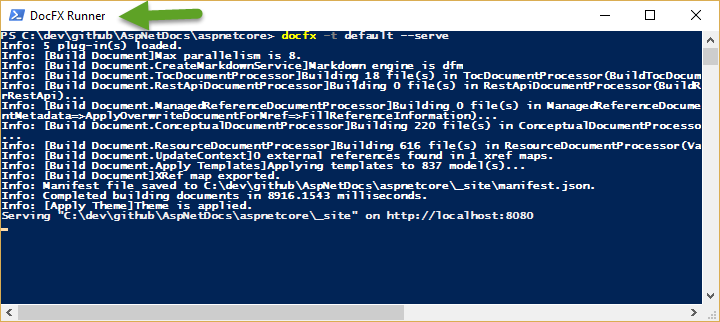 DocFX Runner
PS C:\dev\github\AspNetDocs\aspnetcore> docfx -t default --serve
Info: 5 plug-in(s) loaded.
Info: [Build Document]Max parallelism is 8.
Info: [Build Document.CreateMarkdownService]Markdown engine is dfm
Info: [Build Document.TocDocumentProcessor]Building 18 file(s) in TocDocumentProcessor(BuildTocDocum
Info: [Build Document.RestApiDocumentProcessor]Building 0 file(s) in RestApiDocumentProcessor(BuildR
rRestApi)...
Info: [Build Document.ManagedReferenceDocumentProcessor]Building 0 file(s) in ManagedReferenceDocume
ntMetadata=>ApplyOverwriteDocumentForMref=>FillReferenceInformation)...
Info: [Build Document.ConceptualDocumentProcessor]Building 220 file(s) in ConceptualDocumentProcesso
...
Info: [Build Document.ResourceDocumentProcessor]Building 616 file(s) in ResourceDocumentProcessor(Va
Info: [Build Document.UpdateContext]0 external references found in 1 xref maps.
Info: [Build Document.Apply Templates]Applying templates to 837 model(s)...
Info: [Build Document]XRef map exported.
Info: Manifest file saved to C:\dev\github\AspNetDocs\aspnetcore\_site\manifest.json.
Info: Completed building documents in 8916.1543 milliseconds.
Info: [Apply Theme]Theme is applied.
Serving "C:\dev\github\AspNetDocs\aspnetcore\_site" on http://localhost:8080